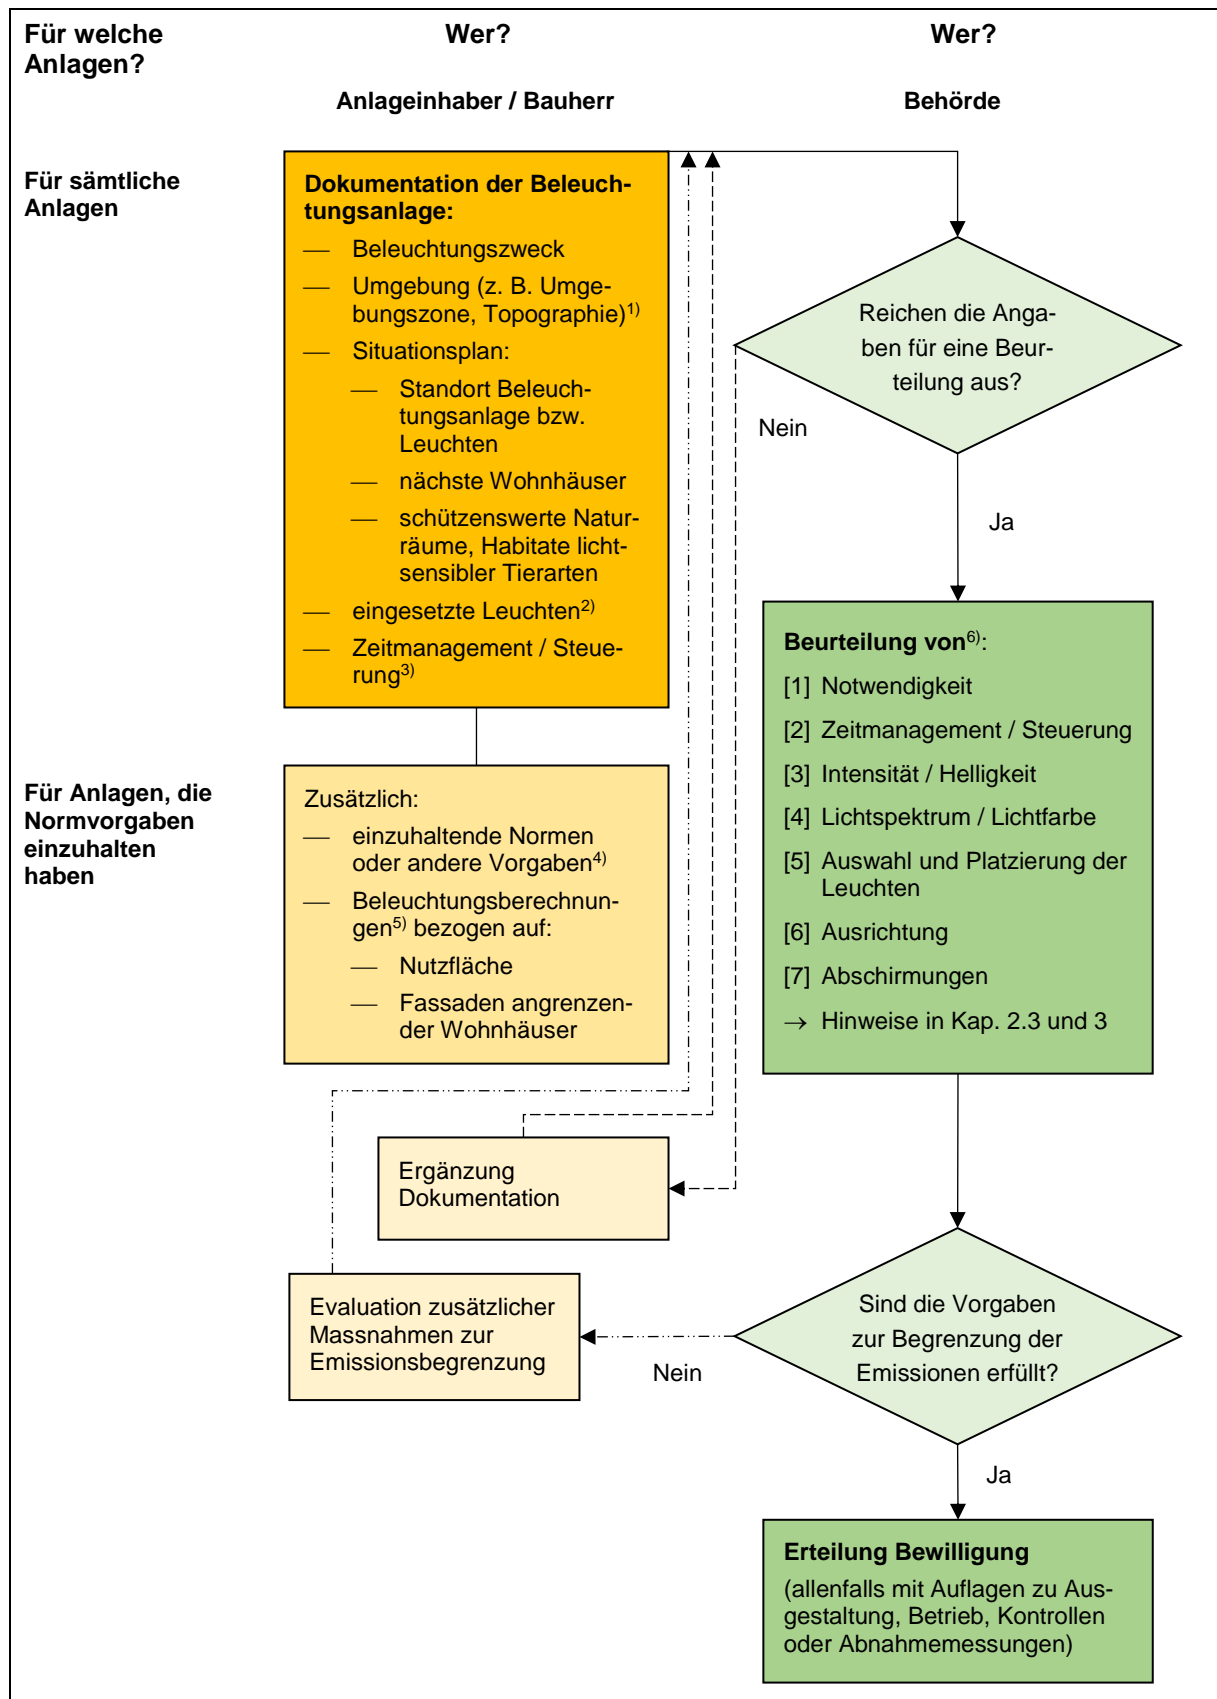 Für welche
Anlagen?
Wer?
Wer?
Anlageinhaber / Bauherr
Behörde
Für sämtliche
Anlagen
Dokumentation der Beleuch-
tungsanlage:
— Beleuchtungszweck
— Umgebung (z. B. Umge-
bungszone, Topographie)1)
— Situationsplan:
— Standort Beleuch-
tungsanlage bzw.
Leuchten
— nächste Wohnhäuser
— schützenswerte Natur-
räume, Habitate licht-
sensibler Tierarten
— eingesetzte Leuchten2)
— Zeitmanagement / Steue-
rung3)
Reichen die Anga-
ben für eine Beur-
teilung aus?
Nein
Ja
Für Anlagen, die
Normvorgaben
einzuhalten
haben
Zusätzlich:
— einzuhaltende Normen
oder andere Vorgaben4)
— Beleuchtungsberechnun-
gen5) bezogen auf:
— Nutzfläche
— Fassaden angrenzen-
der Wohnhäuser
Beurteilung von6):
[1] Notwendigkeit
[2] Zeitmanagement / Steuerung
[3] Intensität / Helligkeit
[4] Lichtspektrum / Lichtfarbe
[5] Auswahl und Platzierung der
Leuchten
[6] Ausrichtung
[7] Abschirmungen
→ Hinweise in Kap. 2.3 und 3
Ergänzung
Dokumentation
Evaluation zusätzlicher
Massnahmen zur
Emissionsbegrenzung
Nein
Sind die Vorgaben
zur Begrenzung der
Emissionen erfüllt?
Ja
Erteilung Bewilligung
(allenfalls mit Auflagen zu Aus-
gestaltung, Betrieb, Kontrollen
oder Abnahmemessungen)